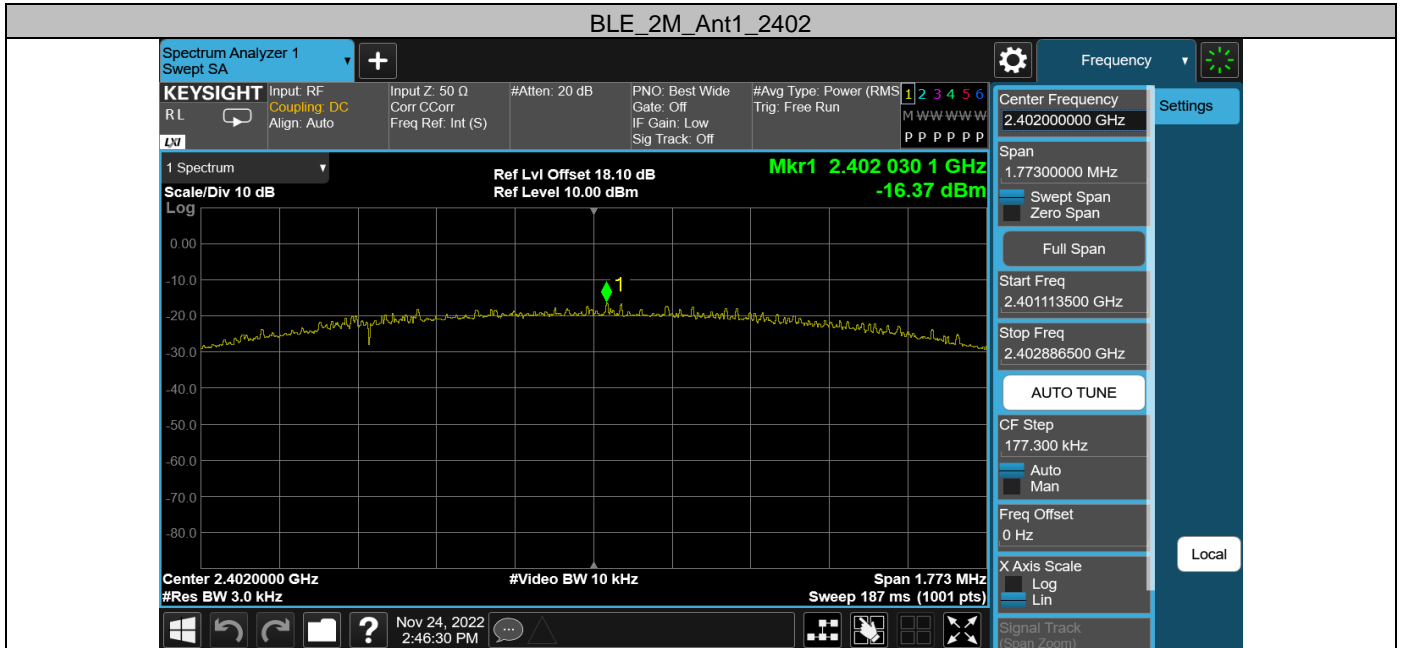 BLE_2M_Ant1_2402
Spectrum Analyzer 1
Swept SA
Frequency
KEYSIGHT
RL
LXI
Input: RF
Coupling: DC
Align: Auto
Input Z: 50 Ω
Corr CCorr
Freq Ref: Int (S)
#Atten: 20 dB
PNO: Best Wide
Gate: Off
IF Gain: Low
Sig Track: Off
#Avg Type: Power (RMS
Trig: Free Run
1 2 3 4 5 6
M W W W W W
P P P P P P
1 Spectrum
Scale/Div 10 dB
Log
Ref Lvl Offset 18.10 dB
Ref Level 10.00 dBm
Mkr1 2.402 030 1 GHz
-16.37 dBm
1
0.00
-10.0
-20.0
-30.0
-40.0
-50.0
-60.0
-70.0
-80.0
Center 2.4020000 GHz
#Video BW 10 kHz
Span 1.773 MHz
#Res BW 3.0 kHz
Sweep 187 ms (1001 pts)
?
Nov 24, 2022
2:46:30 PM
Center Frequency
2.402000000 GHz
Settings
Span
1.77300000 MHz
Swept Span
Zero Span
Full Span
Start Freq
2.401113500 GHz
Stop Freq
2.402886500 GHz
AUTO TUNE
CF Step
177.300 kHz
Auto
Man
Freq Offset
0 Hz
Local
X Axis Scale
Log
Lin
Signal Track
(Span Zoom)